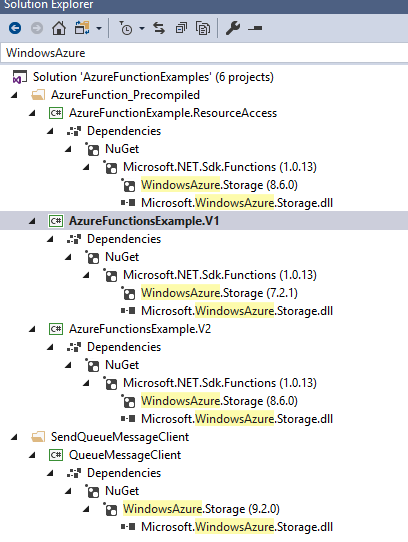 Solution Explorer
WindowsAzure
Solution 'AzureFunctionExamples' (6 projects)
AzureFunction_Precompiled
C# AzureFunctionExample.ResourceAccess
Dependencies
NuGet
Microsoft.NET.Sdk.Functions (1.0.13)
WindowsAzure.Storage (8.6.0)
Microsoft.WindowsAzure.Storage.dll
C# AzureFunctionsExample.V1
Dependencies
NuGet
Microsoft.NET.Sdk.Functions (1.0.13)
WindowsAzure.Storage (7.2.1)
Microsoft.WindowsAzure.Storage.dll
C# AzureFunctionsExample.V2
Dependencies
NuGet
Microsoft.NET.Sdk.Functions (1.0.13)
WindowsAzure.Storage (8.6.0)
Microsoft.WindowsAzure.Storage.dll
SendQueueMessageClient
C# QueueMessageClient
Dependencies
NuGet
WindowsAzure.Storage (9.2.0)
Microsoft.WindowsAzure.Storage.dll